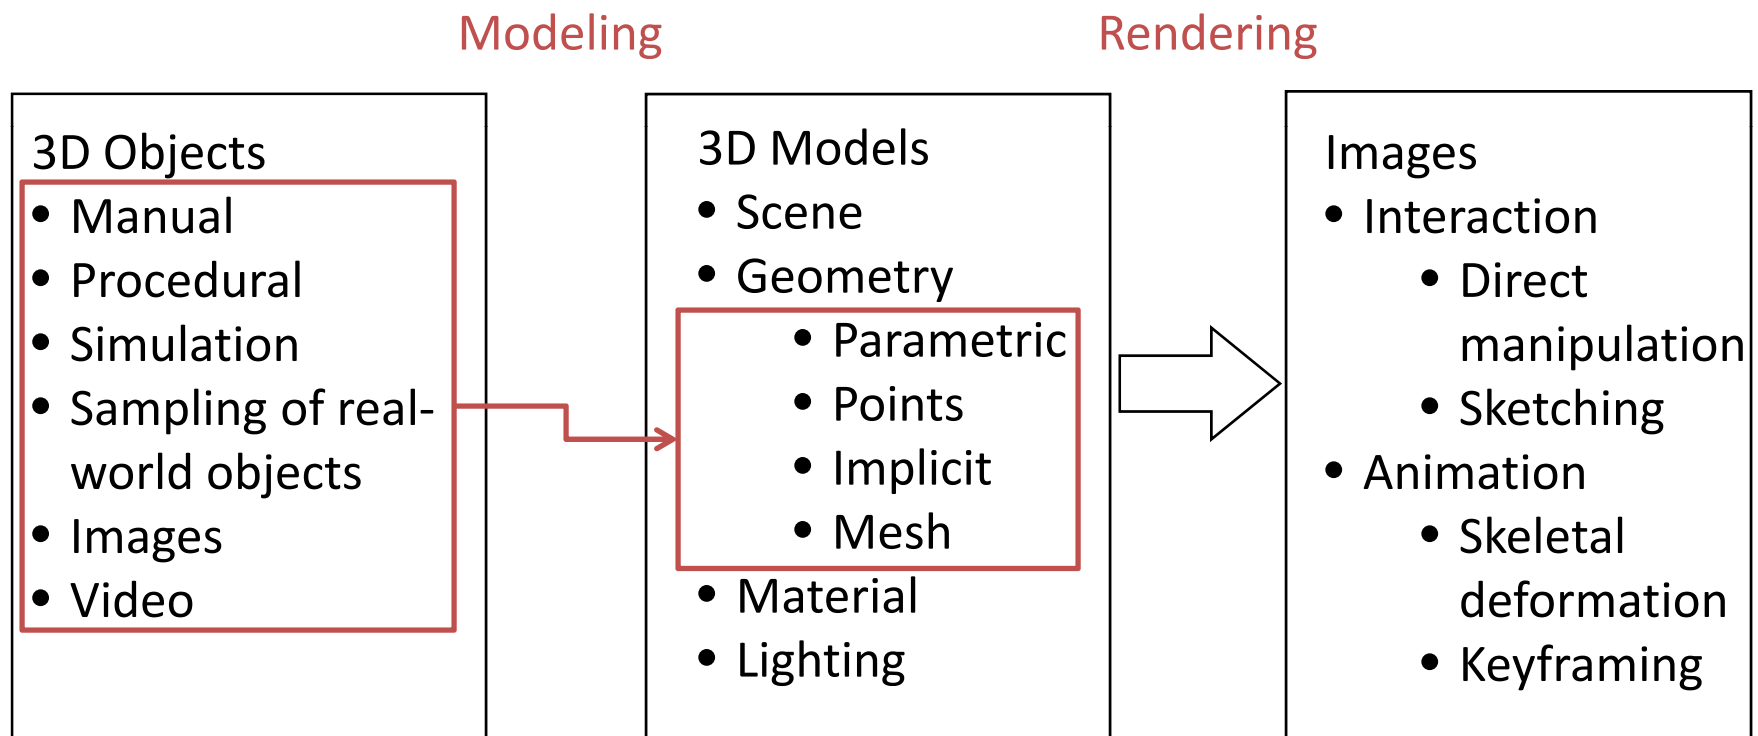 Modeling
Rendering
3D Objects
• Manual
• Procedural
• Simulation
• Sampling of real-
world objects
• Images
• Video
3D Models
• Scene
• Geometry
• Parametric
• Points
• Implicit
• Mesh
• Material
• Lighting
Images
• Interaction
• Direct
manipulation
• Sketching
• Animation
• Skeletal
deformation
• Keyframing